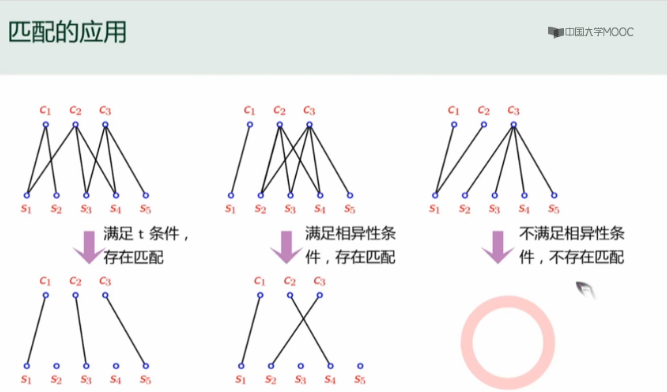 匹配的应用
中国大学MOOC
c1 c2 c3
c1 c2 c3
c1 c2 c3
s1 s2 s3 s4 s5
s1 s2 s3 s4 s5
s1 s2 s3 s4 s5
满足 t 条件，
存在匹配
满足相异性条
件，存在匹配
不满足相异性条
件，不存在匹配
c1 c2 c3
c1 c2 c3
s1 s2 s3 s4 s5
s1 s2 s3 s4 s5